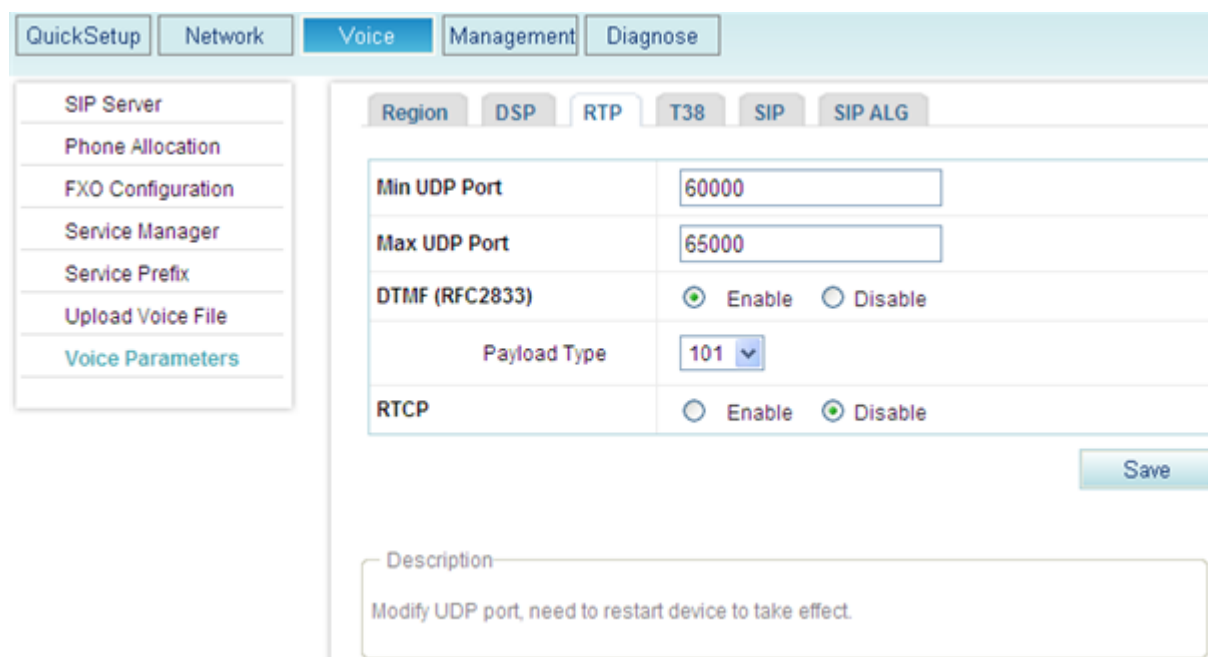 QuickSetup Network Voice Management Diagnose
SIP Server
Phone Allocation
FXO Configuration
Service Manager
Service Prefix
Upload Voice File
Voice Parameters
Region DSP RTP T38 SIP SIP ALG
Min UDP Port 60000
Max UDP Port 65000
DTMF (RFC2833) Enable Disable
Payload Type 101
RTCP Enable Disable
Save
Description
Modify UDP port, need to restart device to take effect.